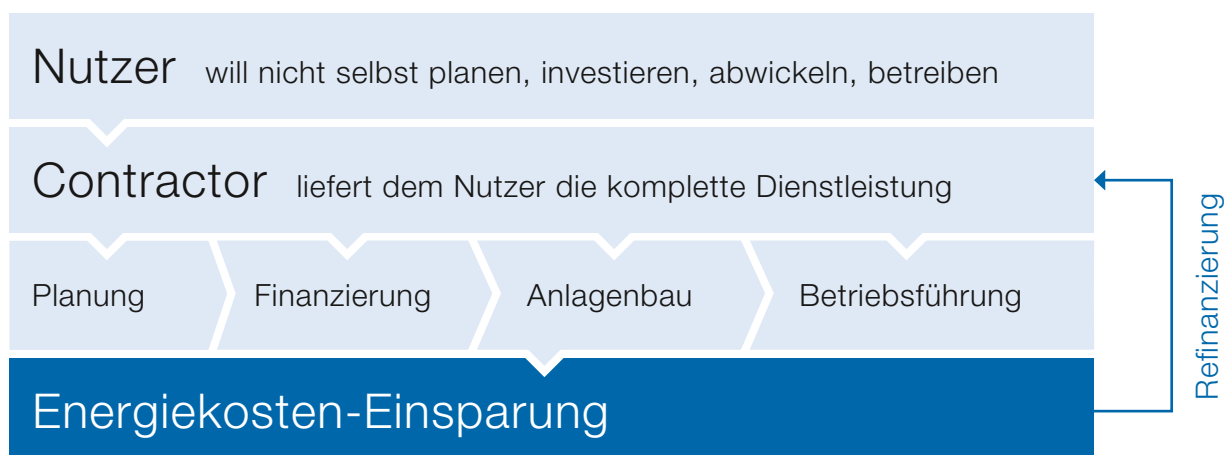 Nutzer will nicht selbst planen, investieren, abwickeln, betreiben
Contractor liefert dem Nutzer die komplette Dienstleistung
Planung
Finanzierung
Anlagenbau
Betriebsführung
Energiekosten-Einsparung
Refinanzierung